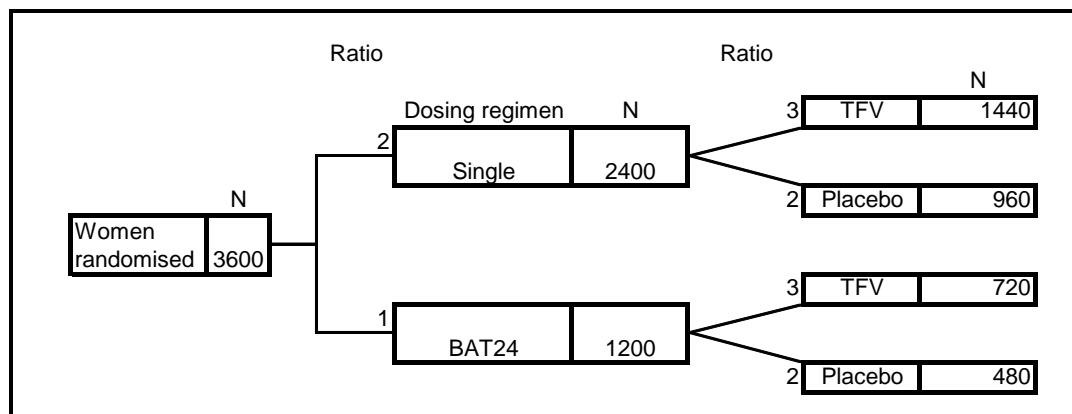 Ratio Ratio
N
Dosing regimen N
3 TFV 1440
2
Single 2400
2 Placebo 960
N
Women
randomised 3600
3 TFV 720
1
BAT24 1200
2 Placebo 480